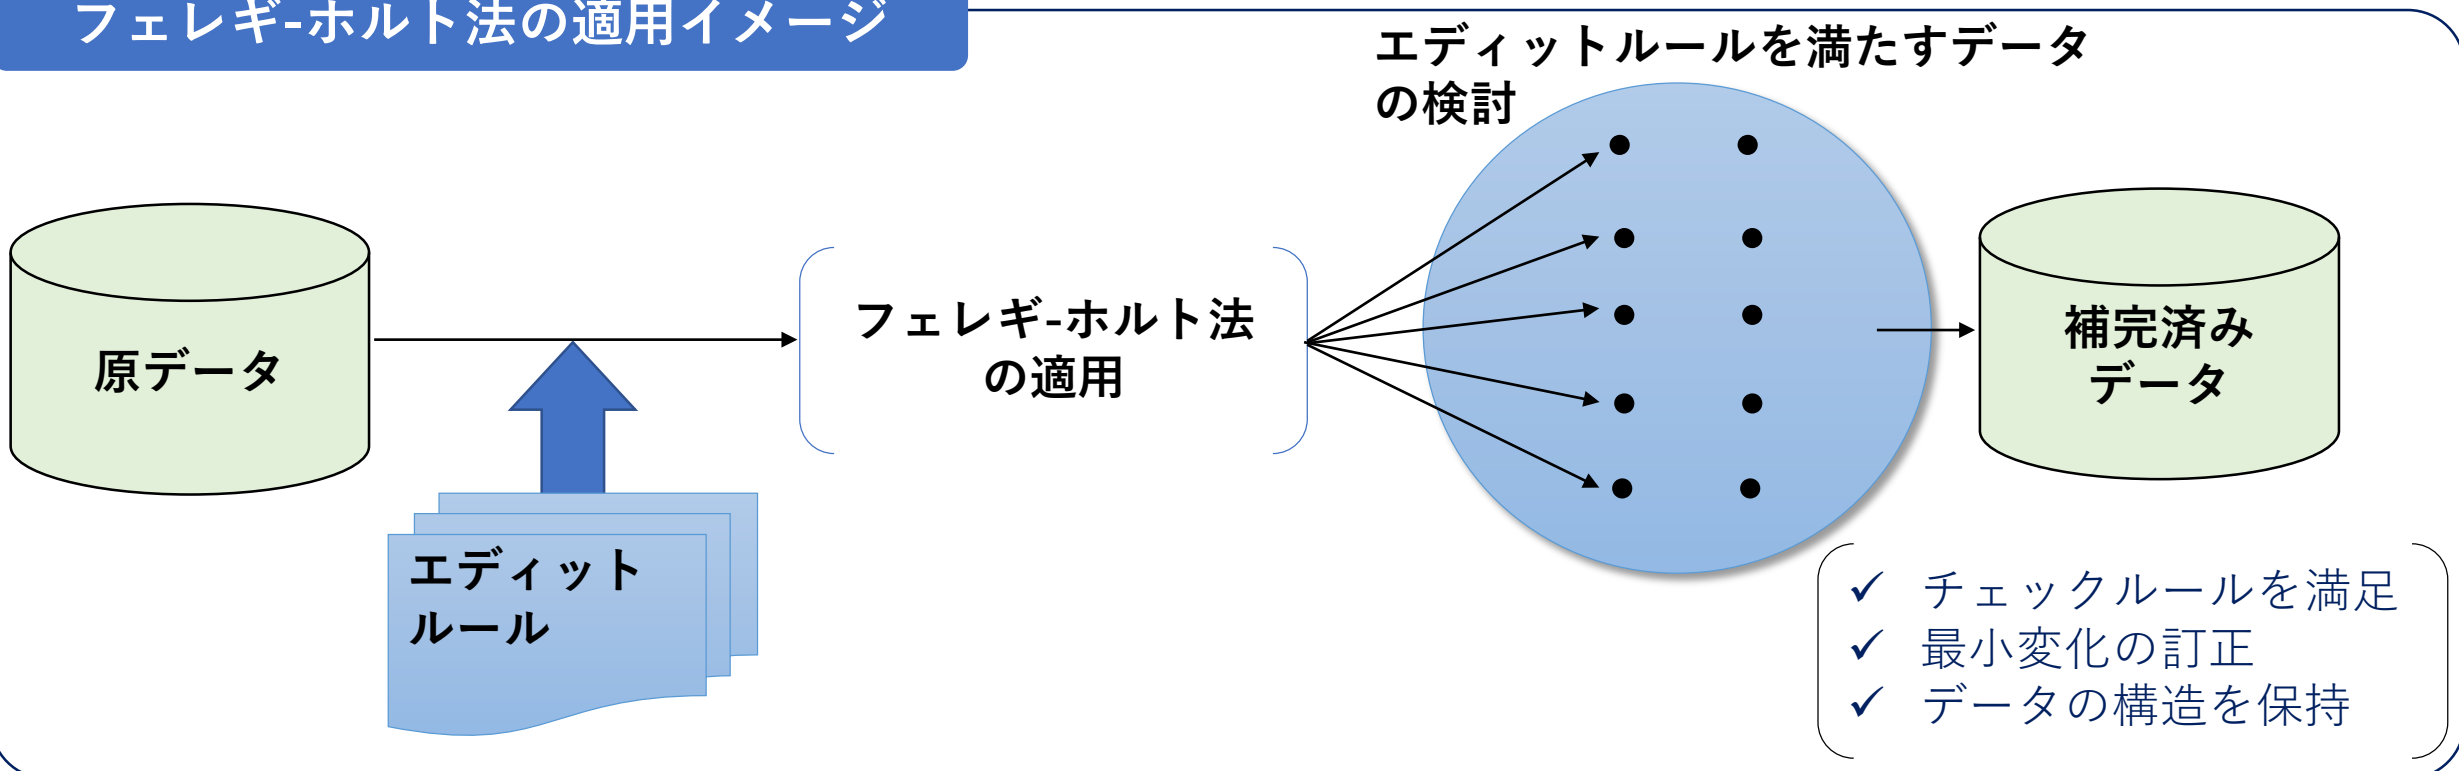 フェレギ-ホルト法の適用イメージ
エディットルールを満たすデータ
の検討
原データ
エディット
ルール
フェレギ-ホルト法
の適用
補完済み
データ
✓ チェックルールを満足
✓ 最小変化の訂正
✓ データの構造を保持